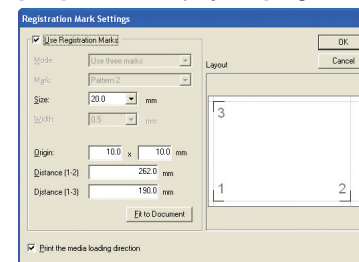 Registration Mark Settings
Use Registration Marks
Mode: Use three marks
Mark: Pattern 2
Size: 20.0 mm
Width: 0.5 mm
Origin: 10.0 x 10.0 mm
Distance (1-2) 262.0 mm
Distance (1-3) 190.0 mm
Fit to Document
Print the media loading direction
OK
Cancel
Layout
3
1 2